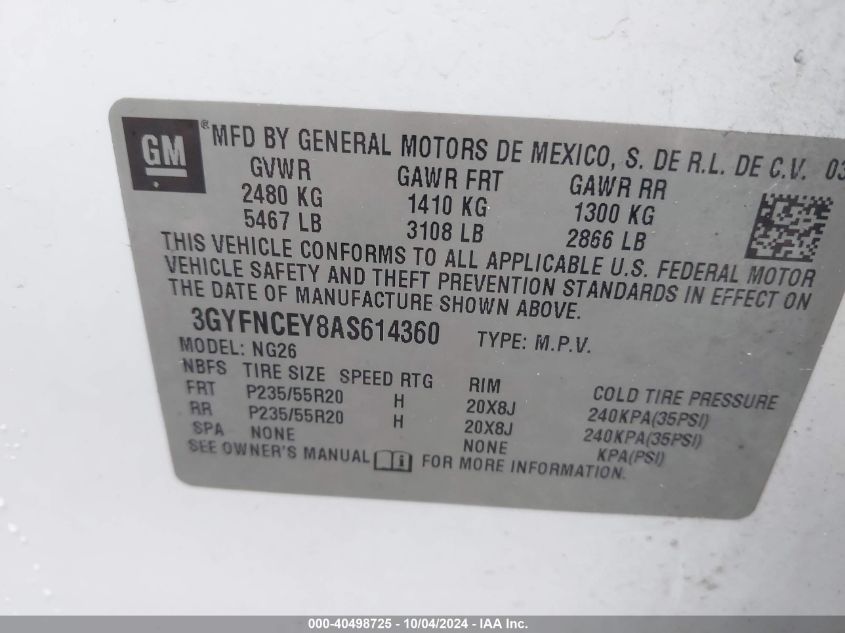 GM ® MFD BY GENERAL MOTORS DE MEXICO, S. DE R.L. DE C.V. 03
GVWR GAWR FRT GAWR RR
2480 KG 1410 KG 1300 KG
5467 LB 3108 LB 2866 LB
THIS VEHICLE CONFORMS TO ALL APPLICABLE U.S. FEDERAL MOTOR
VEHICLE SAFETY AND THEFT PREVENTION STANDARDS IN EFFECT ON
THE DATE OF MANUFACTURE SHOWN ABOVE.
3GYFNCEY8AS614360 TYPE: M.P.V.
MODEL: NG26
NBFS TIRE SIZE SPEED RTG RIM COLD TIRE PRESSURE
FRT P235/55R20 H 20X8J 240KPA(35PSI)
RR P235/55R20 H 20X8J 240KPA(35PSI)
SPA NONE NONE KPA(PSI)
SEE OWNER'S MANUAL i FOR MORE INFORMATION.
000-40498725 - 10/04/2024 - IAA Inc.